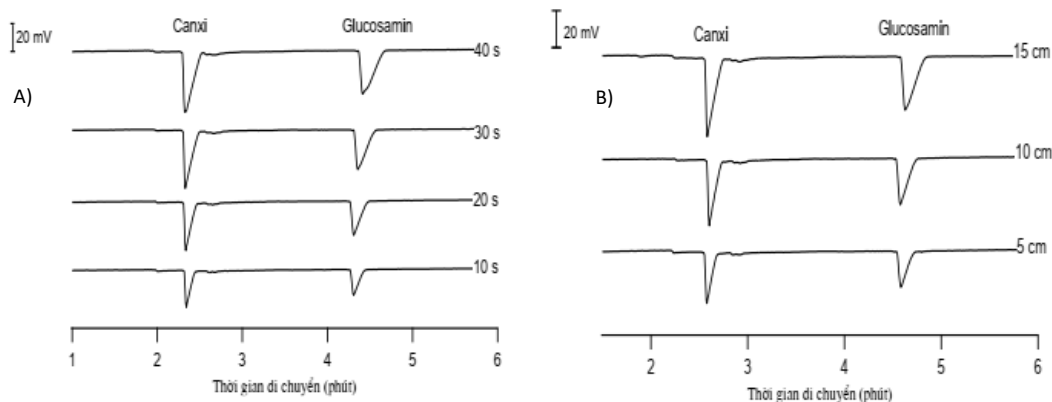 A)
20 mV
Canxi
Glucosamin
40 s
30 s
20 s
10 s
1 2 3 4 5 6
Thời gian di chuyển (phút)
B)
20 mV
Canxi
Glucosamin
15 cm
10 cm
5 cm
2 3 4 5 6
Thời gian di chuyển (phút)